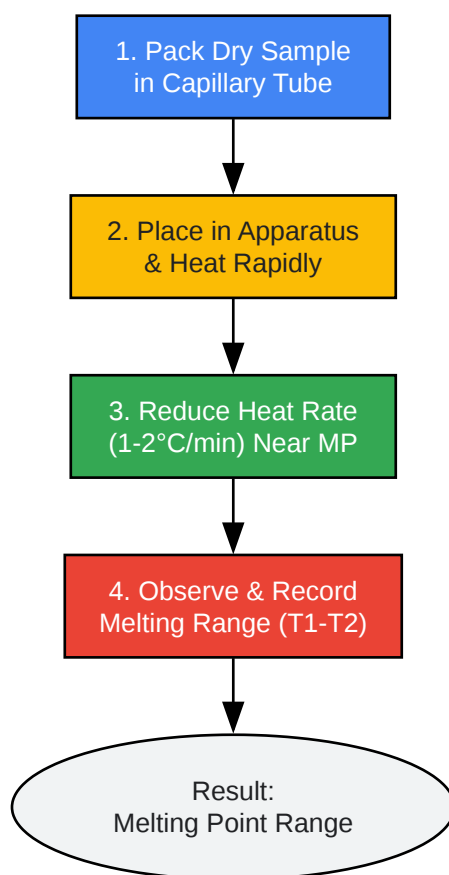 1. Pack Dry Sample
in Capillary Tube
2. Place in Apparatus
& Heat Rapidly
3. Reduce Heat Rate
(1-2°C/min) Near MP
4. Observe & Record
Melting Range (T1-T2)
Result:
Melting Point Range